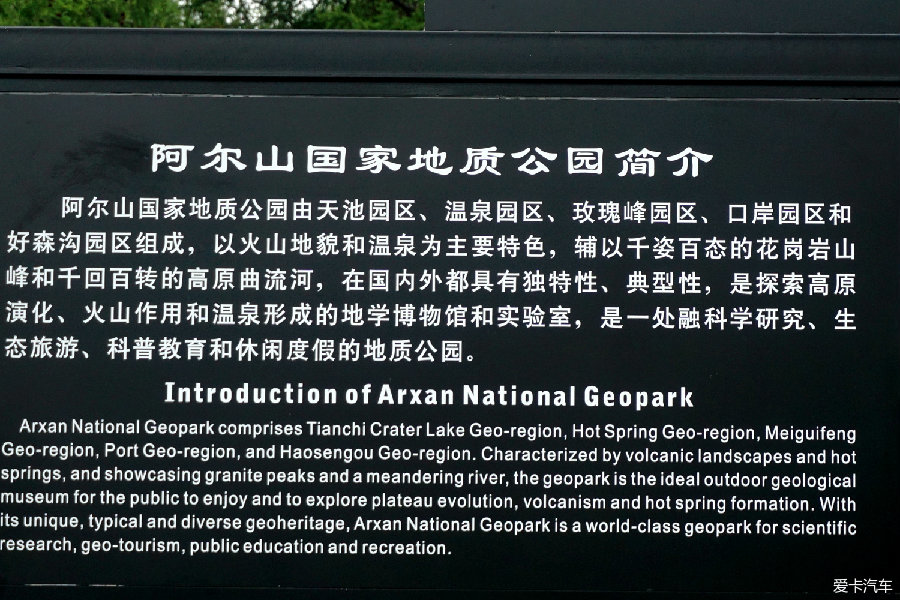 阿尔山国家地质公园简介
阿尔山国家地质公园由天池园区、温泉园区、玫瑰峰园区、口岸园区和
好森沟园区组成，以火山地貌和温泉为主要特色，辅以千姿百态的花岗岩山
峰和千回百转的高原曲流河，在国内外都具有独特性、典型性，是探索高原
演化、火山作用和温泉形成的地学博物馆和实验室，是一处融科学研究、生
态旅游、科普教育和休闲度假的地质公园。
Introduction of Arxan National Geopark
Arxan National Geopark comprises Tianchi Crater Lake Geo-region, Hot Spring Geo-region, Meiguifeng
Geo-region, Port Geo-region, and Haosengou Geo-region. Characterized by volcanic landscapes and hot
springs, and showcasing granite peaks and a meandering river, the geopark is the ideal outdoor geological
museum for the public to enjoy and to explore plateau evolution, volcanism and hot spring formation. With
its unique, typical and diverse geoheritage, Arxan National Geopark is a world-class geopark for scientific
research, geo-tourism, public education and recreation.
爱卡汽车